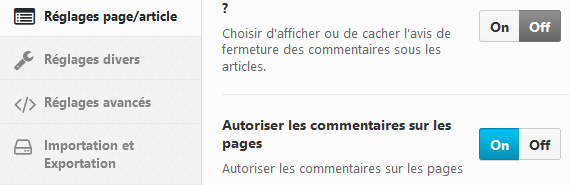 Réglages page/article
Réglages divers
Réglages avancés
Importation et
Exportation
?
Choisir d'afficher ou de cacher l'avis de
fermeture des commentaires sous les
articles.
On Off
Autoriser les commentaires sur les
pages
Autoriser les commentaires sur les pages
On Off